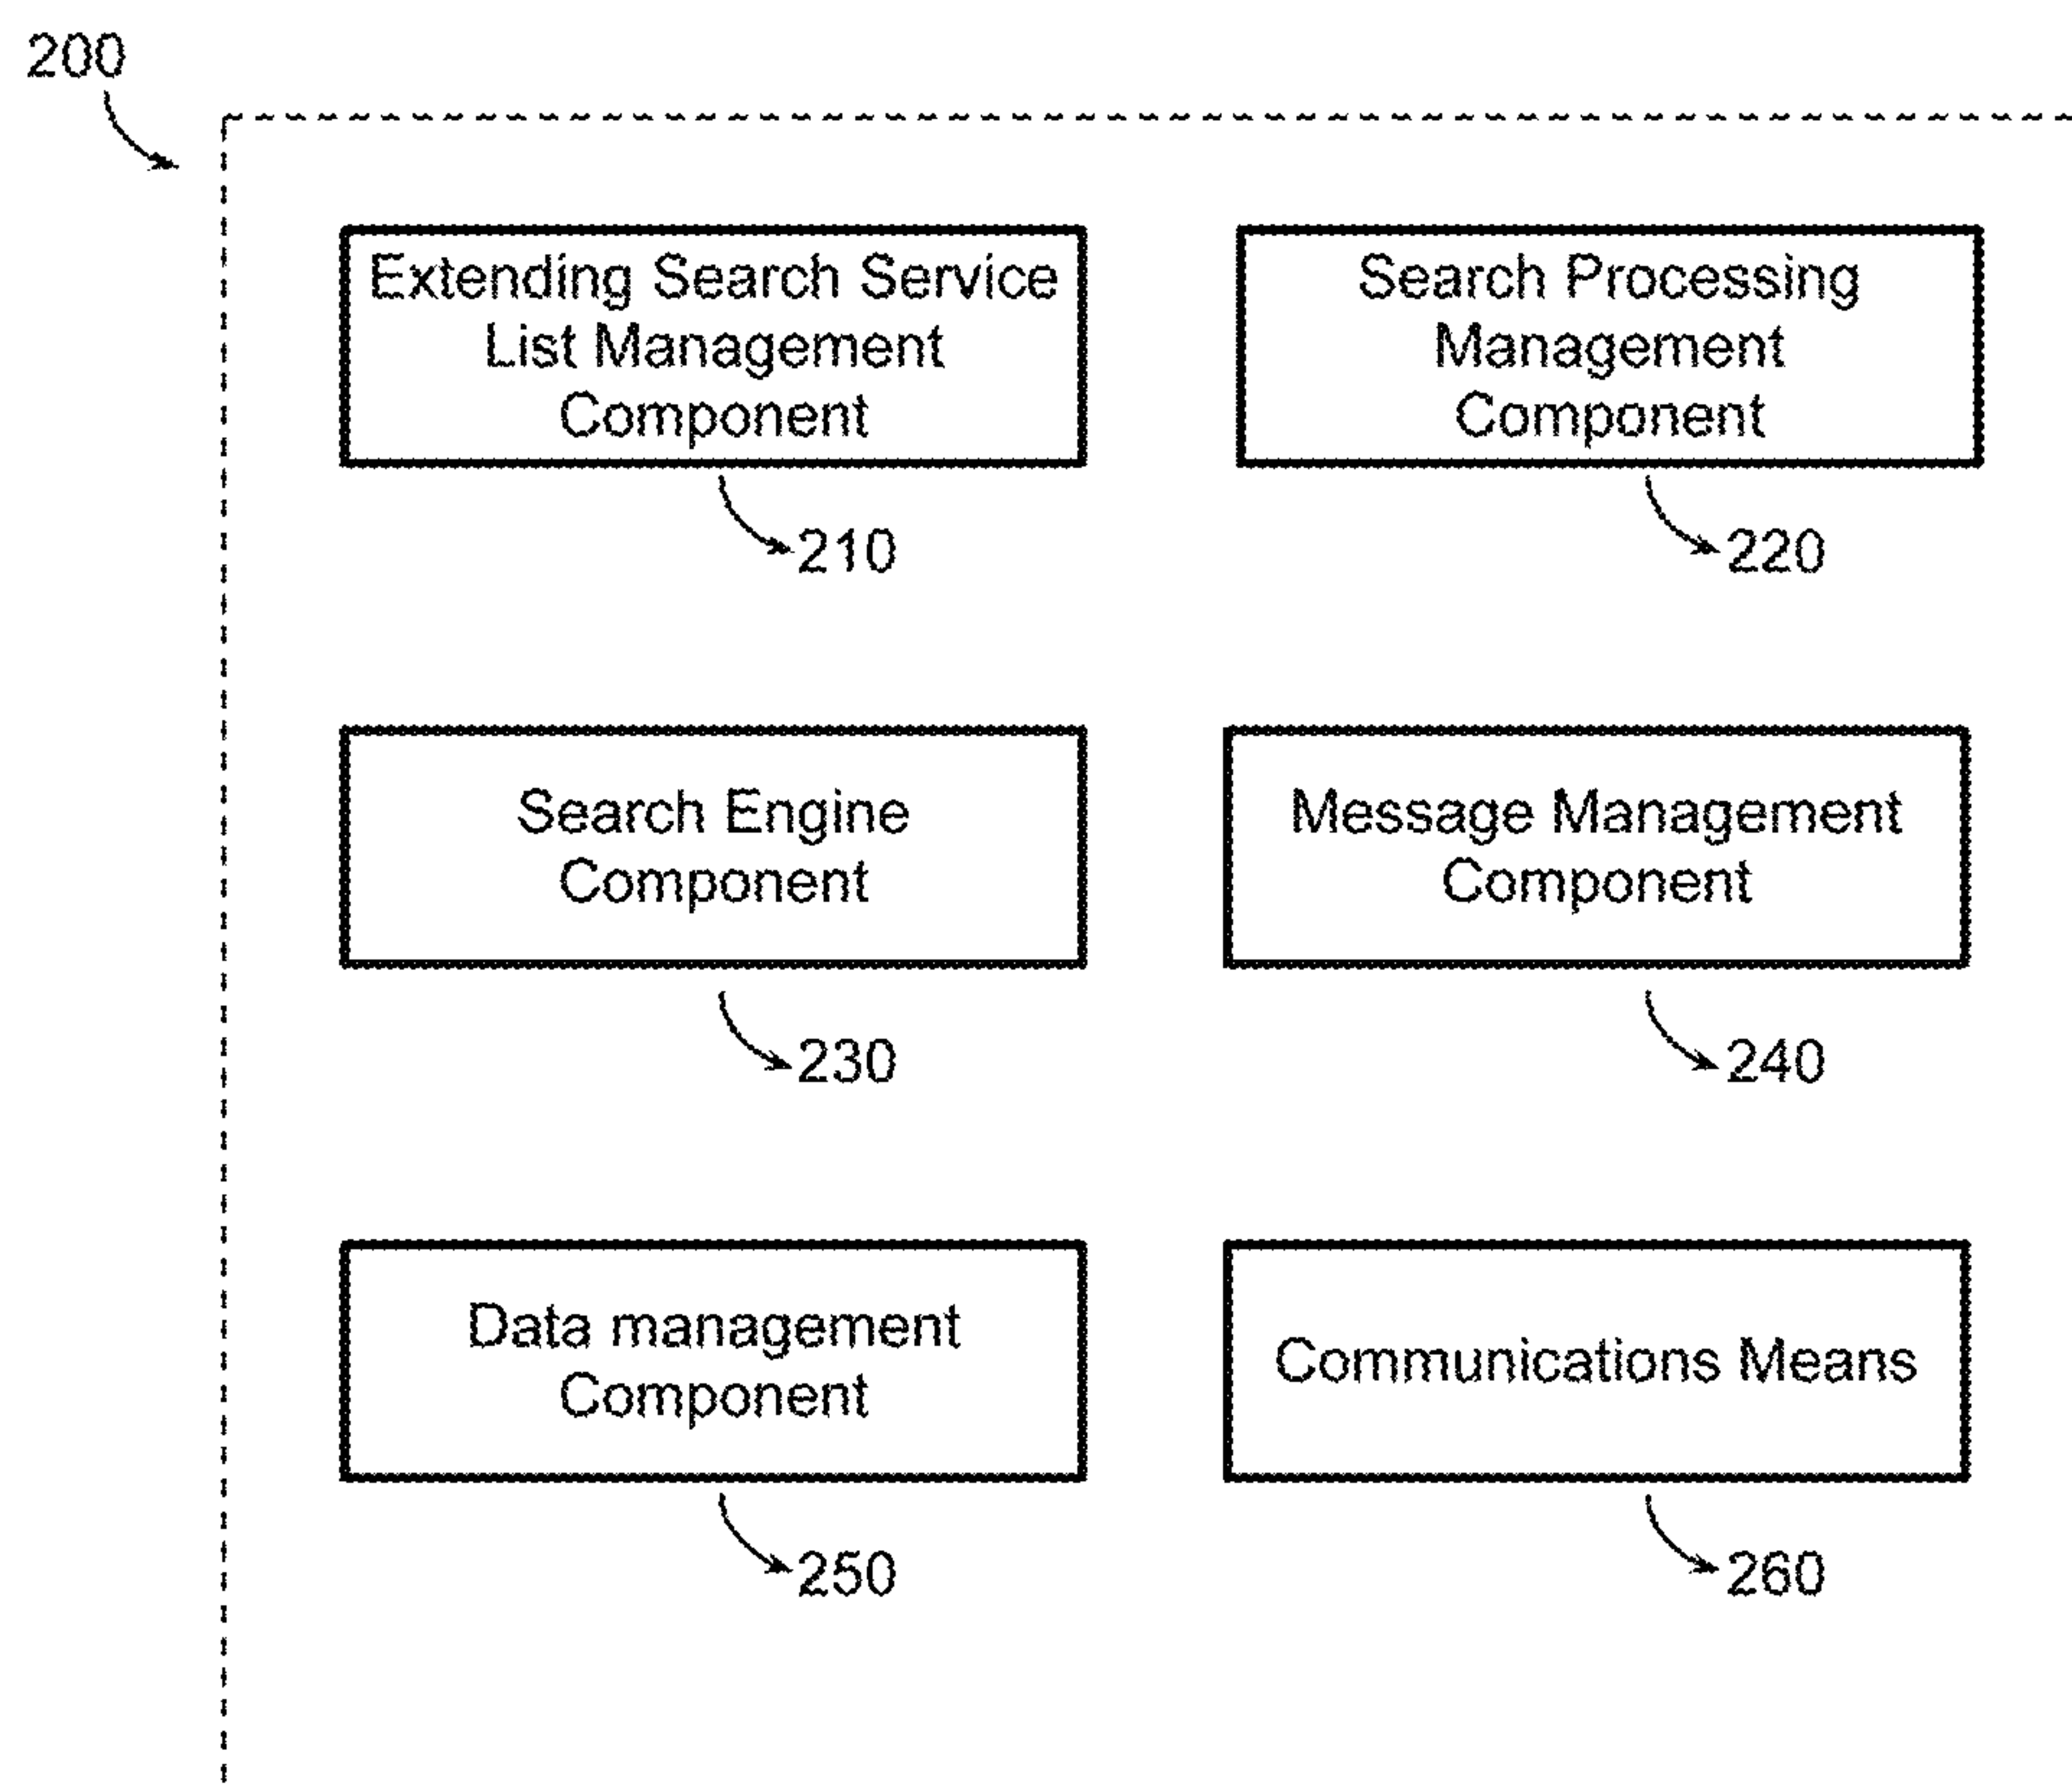 200
Extending Search Service
List Management
Component
210
Search Processing
Management
Component
220
Search Engine
Component
230
Message Management
Component
240
Data management
Component
250
Communications Means
260